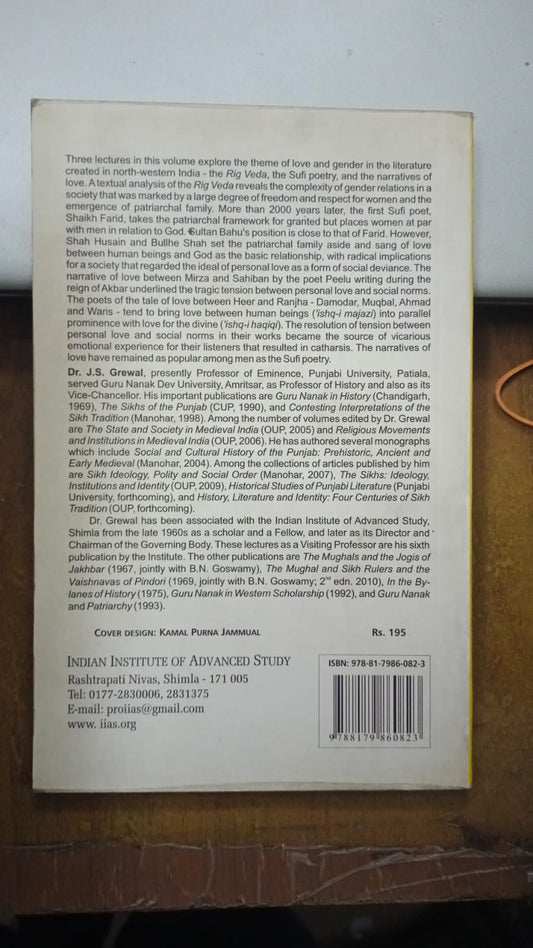 Three lectures in this volume explore the theme of love and gender in the literature
created in north-western India - the Rig Veda, the Sufi poetry, and the narratives of
love. A textual analysis of the Rig Veda reveals the complexity of gender relations in a
society that was marked by a large degree of freedom and respect for women and the
emergence of patriarchal family. More than 2000 years later, the first Sufi poet,
Shaikh Farid, takes the patriarchal framework for granted but places women at par
with men in relation to God. Sultan Bahu's position is close to that of Farid. However,
Shah Husain and Bullhe Shah set the patriarchal family aside and sang of love
between human beings and God as the basic relationship, with radical implications
for a society that regarded the ideal of personal love as a form of social deviance. The
narrative of love between Mirza and Sahiban by the poet Peelu writing during the
reign of Akbar underlined the tragic tension between personal love and social norms.
The poets of the tale of love between Heer and Ranjha - Damodar, Muqbal, Ahmad
and Waris - tend to bring love between human beings ('ishq-i majazi) into parallel
prominence with love for the divine ('ishq-i haqiqi). The resolution of tension between
personal love and social norms in their works became the source of vicarious
emotional experience for their listeners that resulted in catharsis. The narratives of
love have remained as popular among men as the Sufi poetry.
Dr. J.S. Grewal, presently Professor of Eminence, Punjabi University, Patiala,
served Guru Nanak Dev University, Amritsar, as Professor of History and also as its
Vice-Chancellor. His important publications are Guru Nanak in History (Chandigarh,
1969), The Sikhs of the Punjab (CUP, 1990), and Contesting Interpretations of the
Sikh Tradition (Manohar, 1998). Among the number of volumes edited by Dr. Grewal
are The State and Society in Medieval India (OUP, 2005) and Religious Movements
and Institutions in Medieval India (OUP, 2006). He has authored several monographs
which include Social and Cultural History of the Punjab: Prehistoric, Ancient and
Early Medieval (Manohar, 2004). Among the collections of articles published by him
are Sikh Ideology, Polity and Social Order (Manohar, 2007), The Sikhs: Ideology,
Institutions and Identity (OUP, 2009), Historical Studies of Punjabi Literature (Punjabi
University, forthcoming), and History, Literature and Identity: Four Centuries of Sikh
Tradition (OUP, forthcoming).
Dr. Grewal has been associated with the Indian Institute of Advanced Study,
Shimla from the late 1960s as a scholar and a Fellow, and later as its Director and
Chairman of the Governing Body. These lectures as a Visiting Professor are his sixth
publication by the Institute. The other publications are The Mughals and the Jogis of
Jakhbar (1967, jointly with B.N. Goswamy), The Mughal and Sikh Rulers and the
Vaishnavas of Pindori (1969, jointly with B.N. Goswamy; 2nd edn. 2010), In the By-
lanes of History (1975), Guru Nanak in Western Scholarship (1992), and Guru Nanak
and Patriarchy (1993).
COVER DESIGN: KAMAL PURNA JAMMUAL
RS. 195
INDIAN INSTITUTE OF ADVANCED STUDY
Rashtrapati Nivas, Shimla - 171 005
Tel: 0177-2830006, 2831375
E-mail: proiias@gmail.com
www. iias.org
ISBN: 978-81-7986-082-3
9 788179 860823